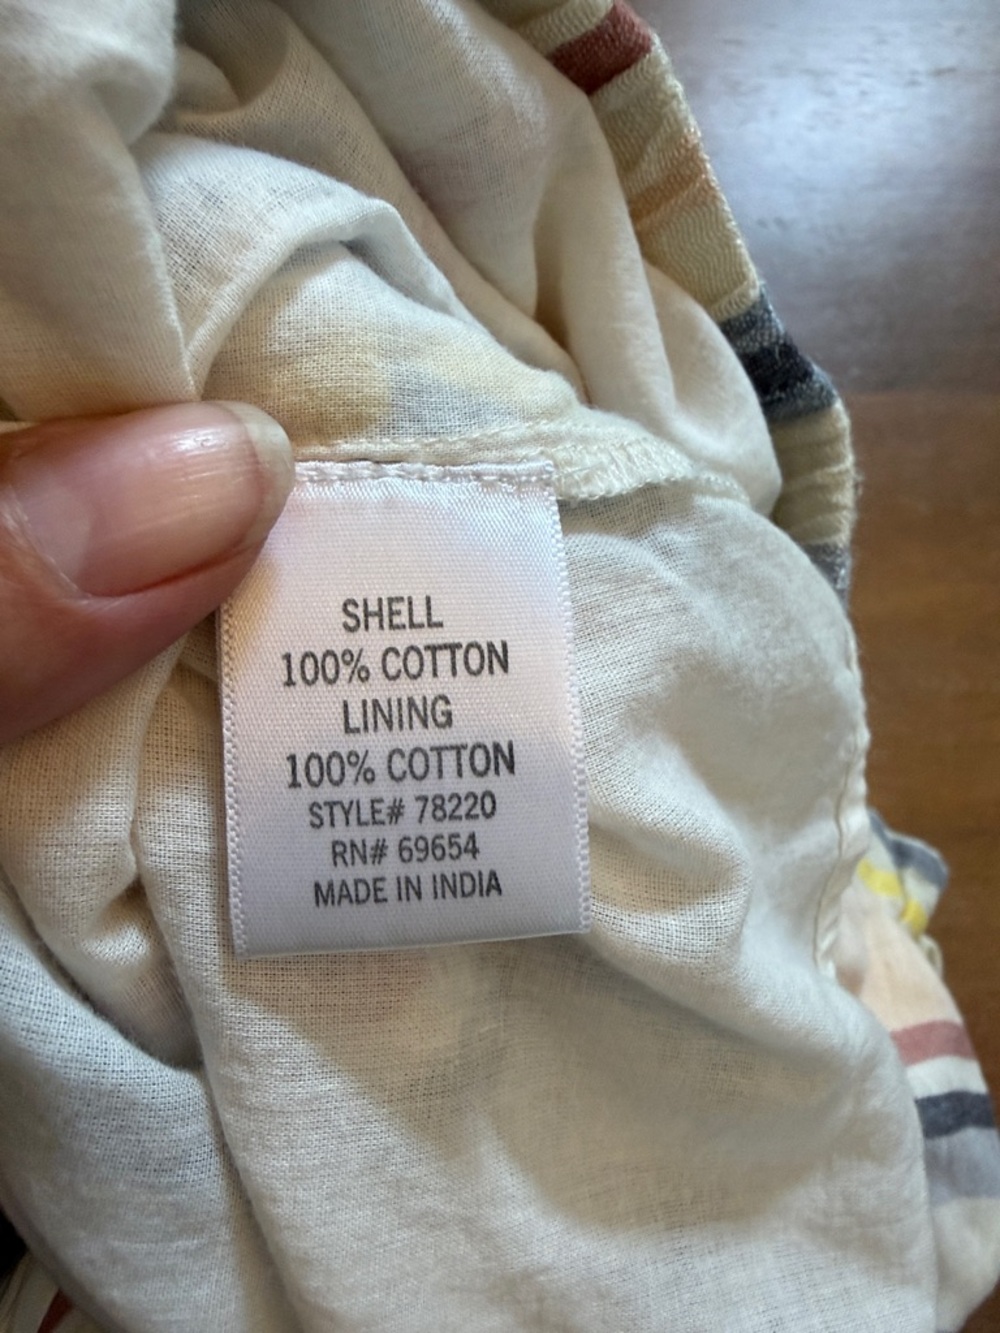 SHELL
100% COTTON
LINING
100% COTTON
STYLE# 78220
RN# 69654
MADE IN INDIA